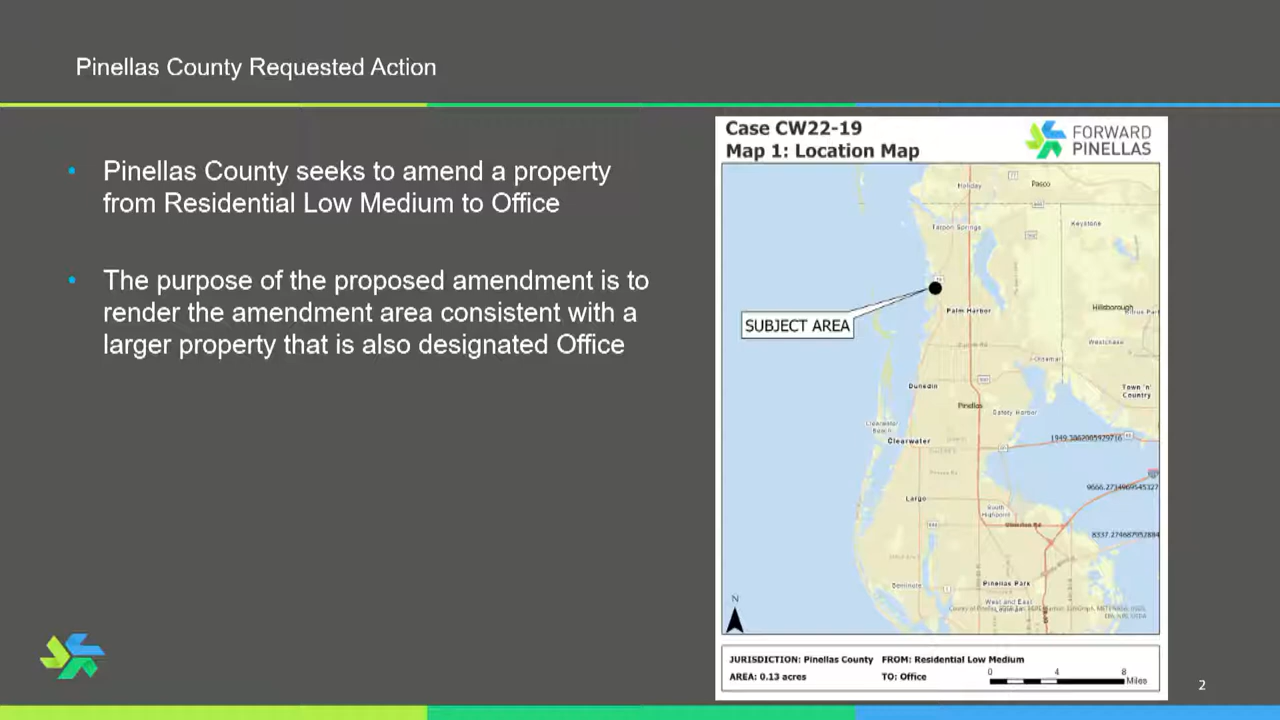 Pinellas County Requested Action
Pinellas County seeks to amend a property
from Residential Low Medium to Office
The purpose of the proposed amendment is to
render the amendment area consistent with a
larger property that is also designated Office
Case CW22-19
Map 1: Location Map
FORWARD
PINELLAS
Holiday
Pasco
Tarpon Springs
Keystone
SUBJECT AREA
Palm Harbor
Hillsborough
Westchase
Oldsmar
Dunedin
Town 'n'
Country
Pinellas
Safety Harbor
Clearwater
Beach
Clearwater
Largo
South
Highpoint
Ulmerton Rd
Seminole
Pinellas Park
West and East
N
JURISDICTION: Pinellas County FROM: Residential Low Medium
AREA: 0.13 acres TO: Office
0 4 8
Miles
2